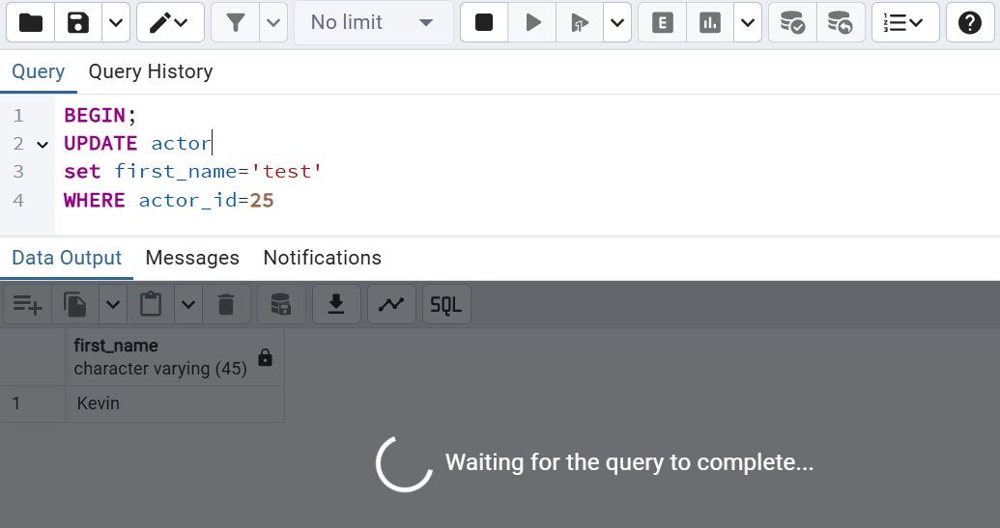 No limit
E
Query Query History
1 BEGIN;
2 UPDATE actor
3 set first_name='test'
4 WHERE actor_id=25
Data Output Messages Notifications
SQL
first_name
character varying (45)
1 Kevin
Waiting for the query to complete...